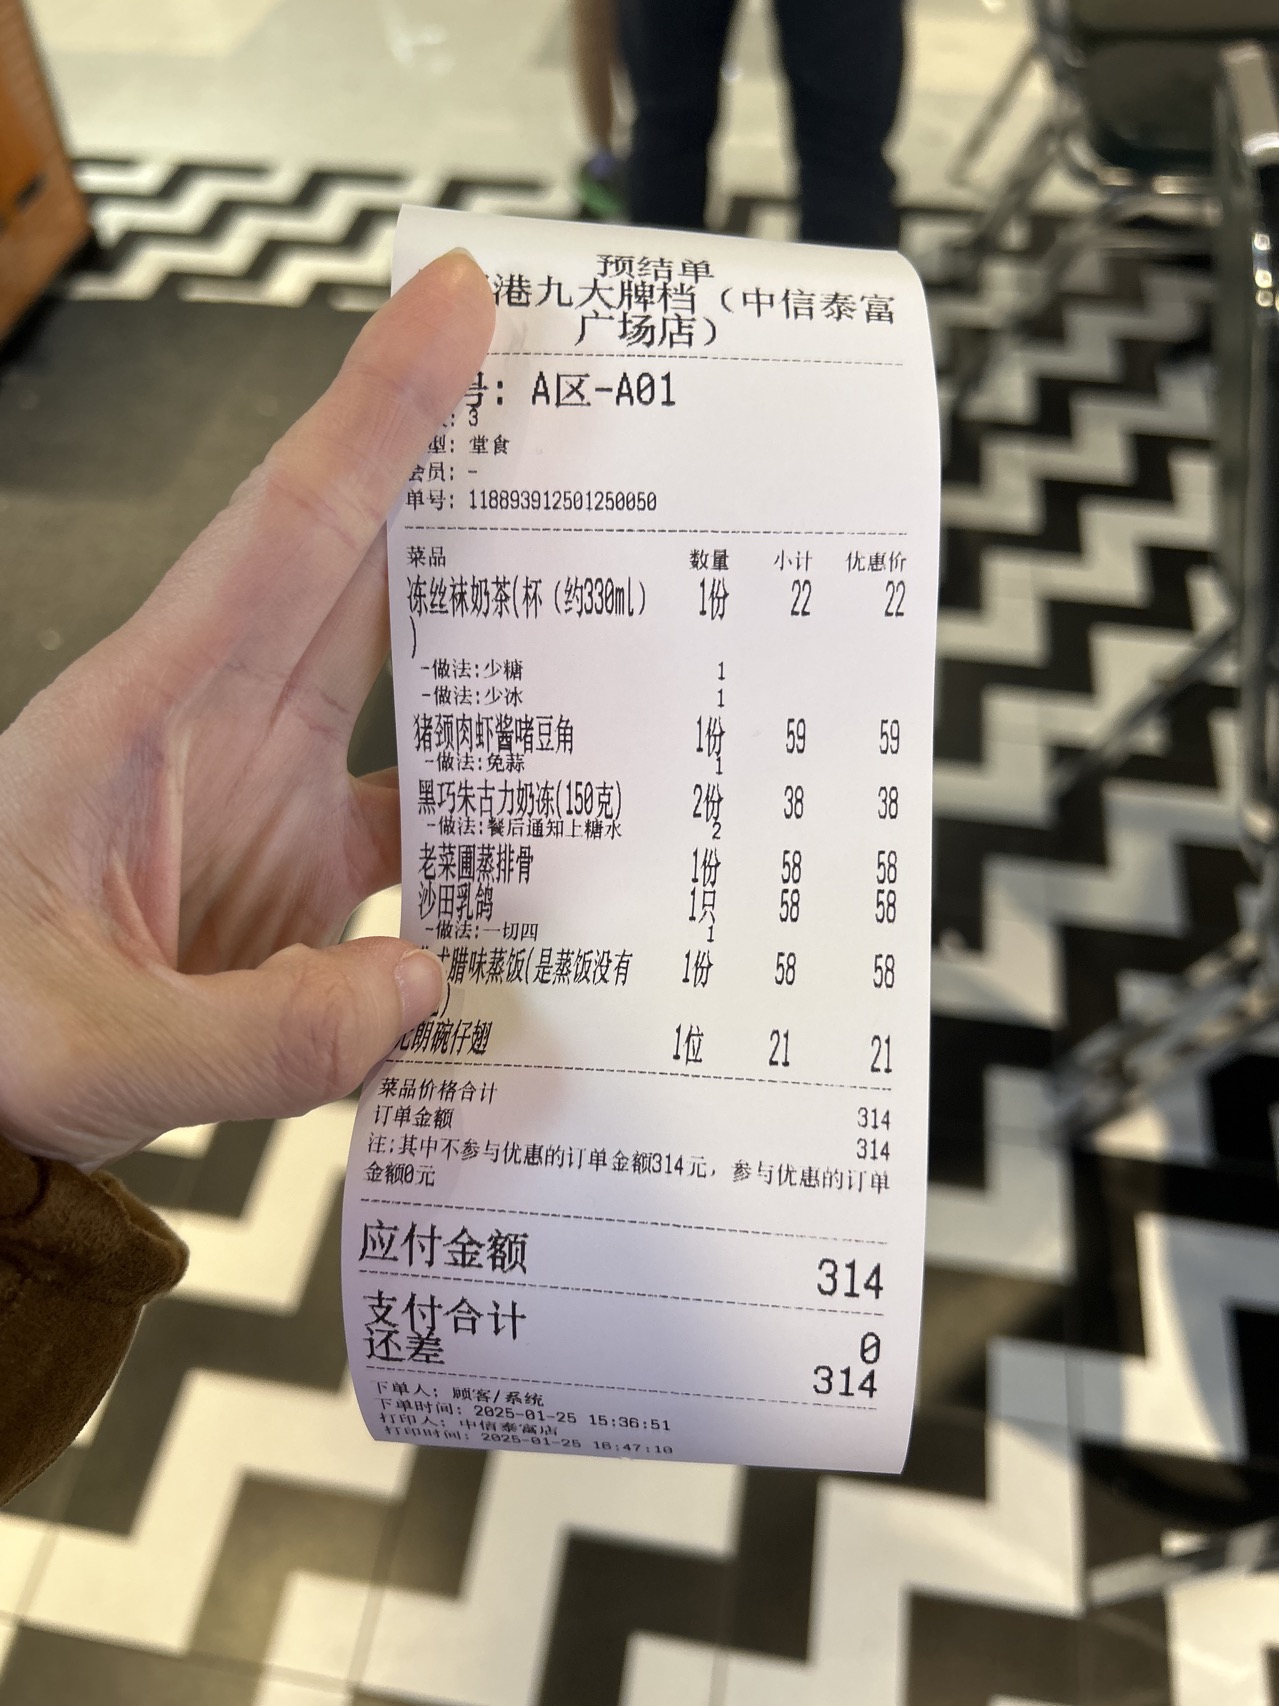 预结单
港九大牌档（中信泰富
广场店）
号: A区-A01
: 3
型: 堂食
会员: -
单号: 118893912501250050
菜品 数量 小计 优惠价
冻丝袜奶茶(杯（约330ml） 1份 22 22
)
-做法:少糖 1
-做法:少冰 1
猪颈肉虾酱啫豆角 1份 59 59
-做法:免蒜 1
黑巧朱古力奶冻(150克) 2份 38 38
-做法:餐后通知上糖水 2
老菜圃蒸排骨 1份 58 58
沙田乳鸽 1只 58 58
-做法:一切四 1
腊味蒸饭(是蒸饭没有 1份 58 58
)
朗碗仔翅 1位 21 21
菜品价格合计 314
订单金额 314
注:其中不参与优惠的订单金额314元，参与优惠的订单
金额0元
应付金额 314
支付合计 0
还差 314
下单人: 顾客/系统
下单时间: 2025-01-25 15:36:51
打印人: 中信泰富店
打印时间: 2025-01-25 16:47:10